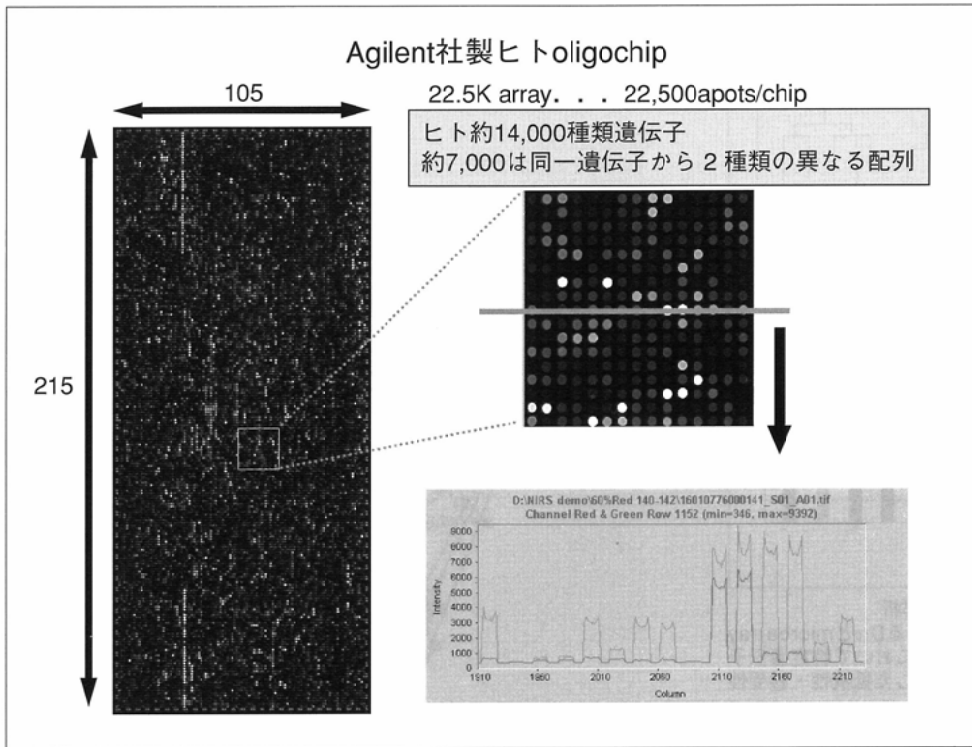 Agilent社製ヒトoligochip
105
22.5K array. . . 22,500apots/chip
ヒト約14,000種類遺伝子
約7,000は同一遺伝子から2種類の異なる配列
215
D:\NIRS demo\60%Red 140-142\16010776000141_S01_A01.tif
Channel Red & Green Row 1152 (min=346, max=9392)
9000
8000
7000
6000
5000
4000
3000
2000
1000
0
Intensity
1910 1960 2010 2060 2110 2160 2210
Column